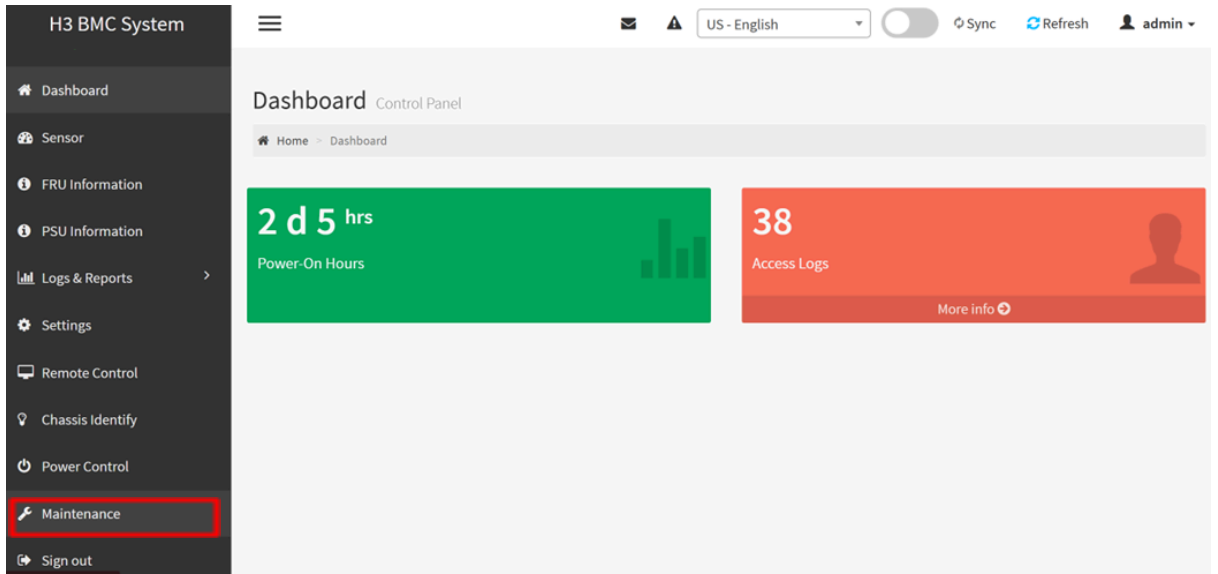 H3 BMC System
US - English
Sync
Refresh
admin
Dashboard
Sensor
FRU Information
PSU Information
Logs & Reports
Settings
Remote Control
Chassis Identify
Power Control
Maintenance
Sign out
Dashboard Control Panel
Home > Dashboard
2 d 5 hrs
Power-On Hours
38
Access Logs
More info